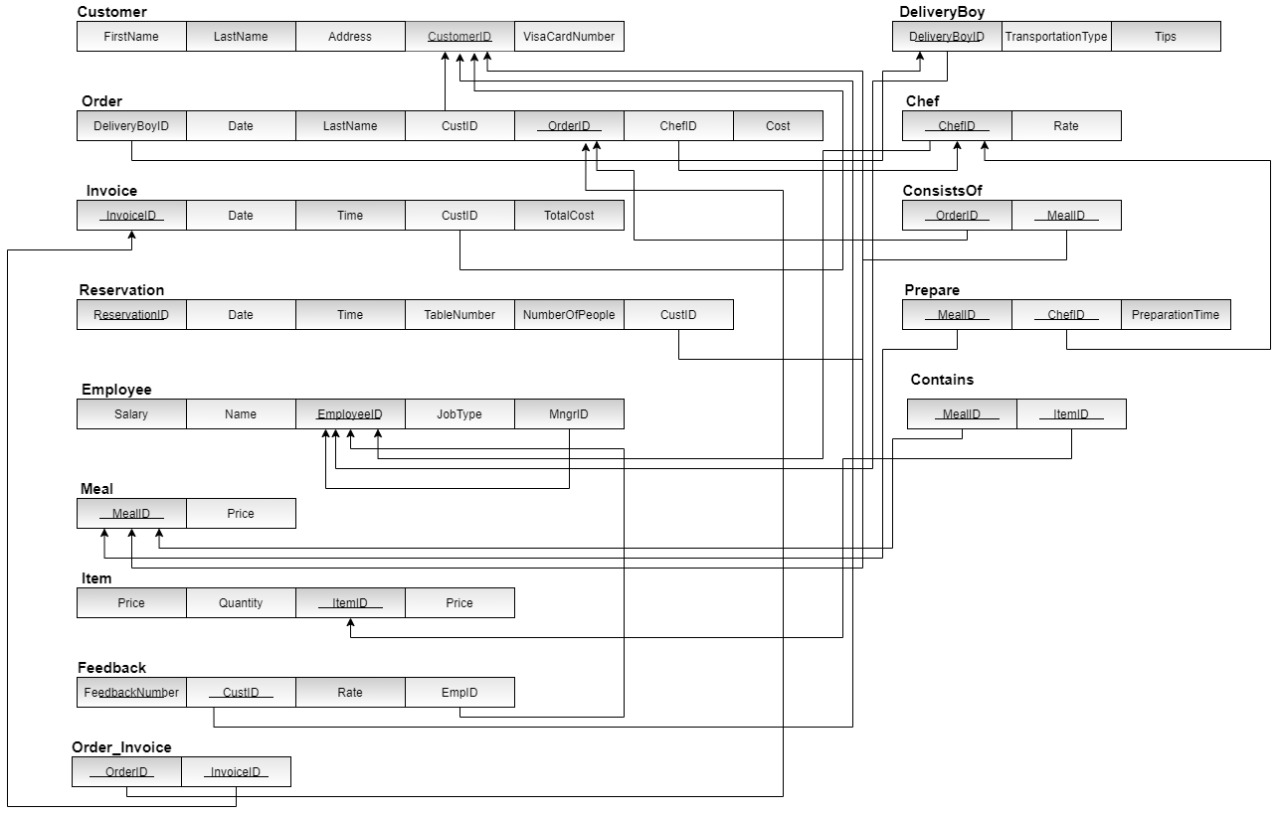 Customer
FirstName LastName Address CustomerID VisaCardNumber
DeliveryBoy
DeliveryBoyID TransportationType Tips
Order
DeliveryBoyID Date LastName CustID OrderID ChefID Cost
Chef
ChefID Rate
Invoice
InvoiceID Date Time CustID TotalCost
ConsistsOf
OrderID MealID
Reservation
ReservationID Date Time TableNumber NumberOfPeople CustID
Prepare
MealID ChefID PreparationTime
Employee
Salary Name EmployeeID JobType MngrID
Contains
MealID ItemID
Meal
MealID Price
Item
Price Quantity ItemID Price
Feedback
FeedbackNumber CustID Rate EmpID
Order_Invoice
OrderID InvoiceID